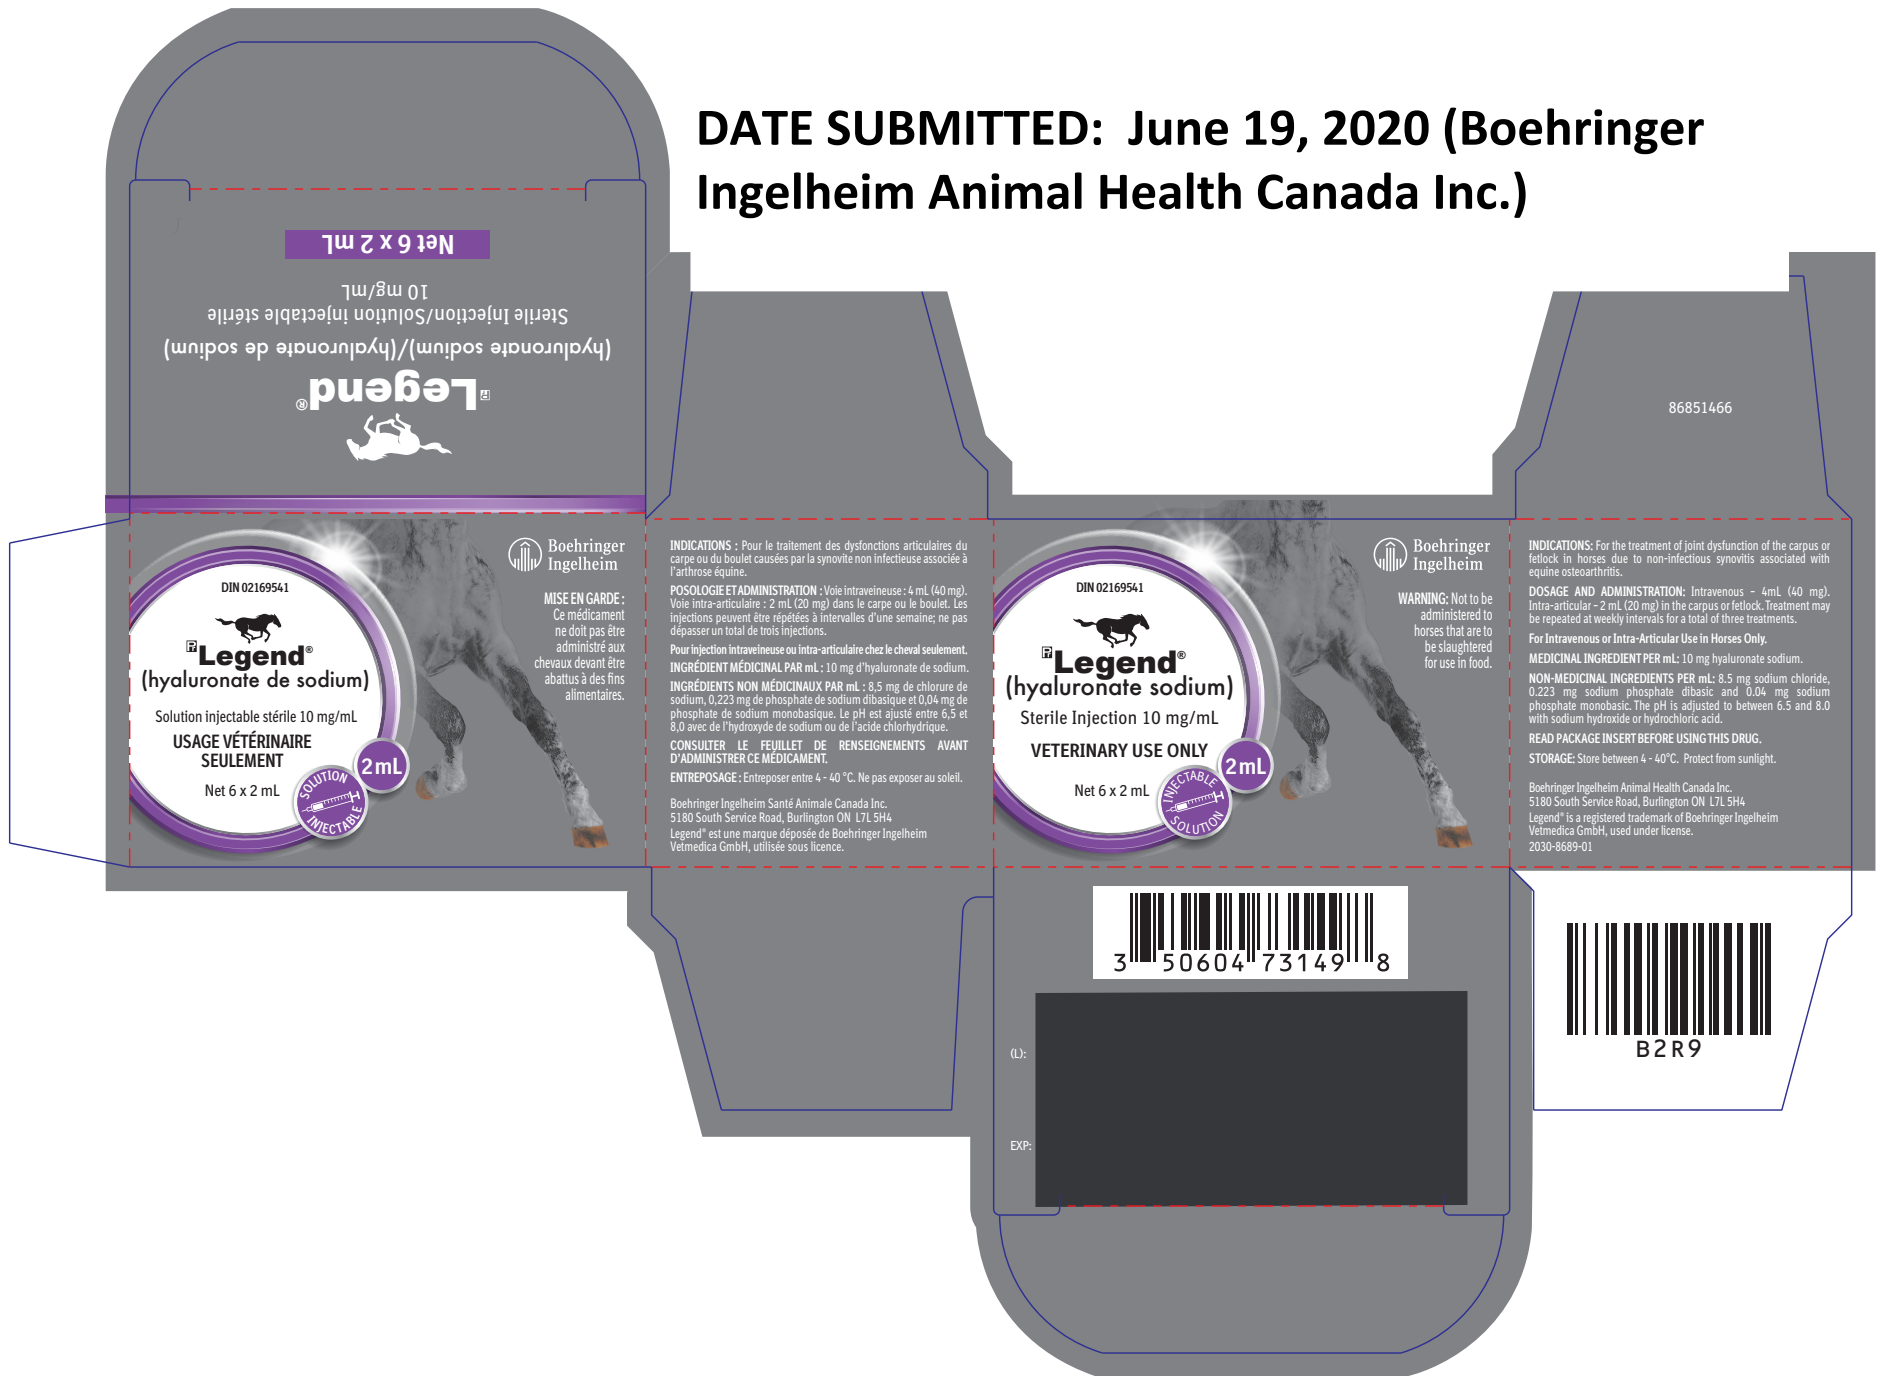 DATE SUBMITTED: June 19, 2020 (Boehringer
Ingelheim Animal Health Canada Inc.)
Legend®
(hyaluronate sodium)/(hyaluronate de sodium)
Sterile Injection/Solution injectable stérile
10 mg/mL
Net 6 x 2 mL
86851466
DIN 02169541
Pr Legend®
(hyaluronate de sodium)
Solution injectable stérile 10 mg/mL
USAGE VÉTÉRINAIRE
SEULEMENT
Net 6 x 2 mL
2mL
SOLUTION
INJECTABLE
Boehringer
Ingelheim
MISE EN GARDE :
Ce médicament
ne doit pas être
administré aux
chevaux devant être
abattus à des fins
alimentaires.
INDICATIONS : Pour le traitement des dysfonctions articulaires du
carpe ou du boulet causées par la synovite non infectieuse associée à
l'arthrose équine.
POSOLOGIE ET ADMINISTRATION : Voie intraveineuse : 4 mL (40 mg).
Voie intra-articulaire : 2 mL (20 mg) dans le carpe ou le boulet. Les
injections peuvent être répétées à intervalles d'une semaine; ne pas
dépasser un total de trois injections.
Pour injection intraveineuse ou intra-articulaire chez le cheval seulement.
INGRÉDIENT MÉDICINAL PAR mL : 10 mg d'hyaluronate de sodium.
INGRÉDIENTS NON MÉDICINAUX PAR mL : 8,5 mg de chlorure de
sodium, 0,223 mg de phosphate de sodium dibasique et 0,04 mg de
phosphate de sodium monobasique. Le pH est ajusté entre 6,5 et
8,0 avec de l'hydroxyde de sodium ou de l'acide chlorhydrique.
CONSULTER LE FEUILLET DE RENSEIGNEMENTS AVANT
D'ADMINISTRER CE MÉDICAMENT.
ENTREPOSAGE : Entreposer entre 4 - 40 °C. Ne pas exposer au soleil.
Boehringer Ingelheim Santé Animale Canada Inc.
5180 South Service Road, Burlington ON L7L 5H4
Legend® est une marque déposée de Boehringer Ingelheim
Vetmedica GmbH, utilisée sous licence.
DIN 02169541
Pr Legend®
(hyaluronate sodium)
Sterile Injection 10 mg/mL
VETERINARY USE ONLY
Net 6 x 2 mL
2mL
INJECTABLE
SOLUTION
Boehringer
Ingelheim
WARNING: Not to be
administered to
horses that are to
be slaughtered
for use in food.
INDICATIONS: For the treatment of joint dysfunction of the carpus or
fetlock in horses due to non-infectious synovitis associated with
equine osteoarthritis.
DOSAGE AND ADMINISTRATION: Intravenous - 4mL (40 mg).
Intra-articular - 2 mL (20 mg) in the carpus or fetlock. Treatment may
be repeated at weekly intervals for a total of three treatments.
For Intravenous or Intra-Articular Use in Horses Only.
MEDICINAL INGREDIENT PER mL: 10 mg hyaluronate sodium.
NON-MEDICINAL INGREDIENTS PER mL: 8.5 mg sodium chloride,
0.223 mg sodium phosphate dibasic and 0.04 mg sodium
phosphate monobasic. The pH is adjusted to between 6.5 and 8.0
with sodium hydroxide or hydrochloric acid.
READ PACKAGE INSERT BEFORE USING THIS DRUG.
STORAGE: Store between 4 - 40°C. Protect from sunlight.
Boehringer Ingelheim Animal Health Canada Inc.
5180 South Service Road, Burlington ON L7L 5H4
Legend® is a registered trademark of Boehringer Ingelheim
Vetmedica GmbH, used under license.
2030-8689-01
3 50604 73149 8
(L):
EXP:
B2R9